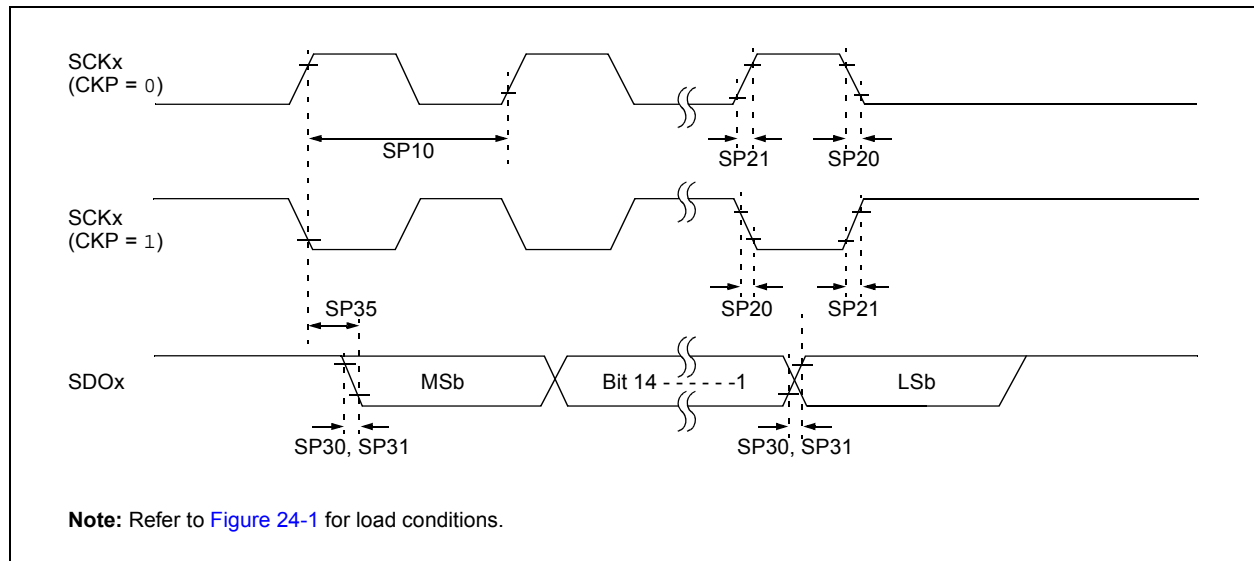 SCKx
(CKP = 0)
SP10
SP21
SP20
SCKx
(CKP = 1)
SP35
SP20
SP21
SDOx
MSb
Bit 14 - - - - - - -1
LSb
SP30, SP31
SP30, SP31
Note: Refer to Figure 24-1 for load conditions.